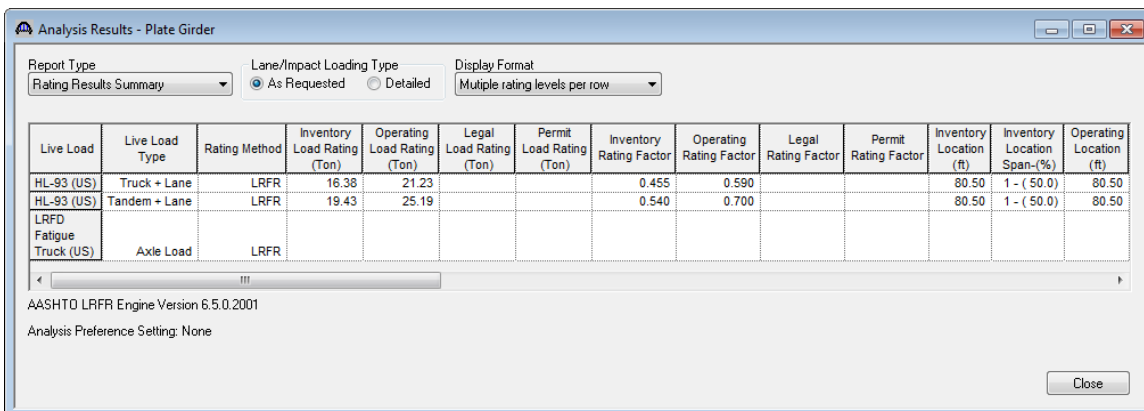 Analysis Results - Plate Girder
Report Type
Lane/Impact Loading Type
Display Format
Rating Results Summary
As Requested
Detailed
Mutiple rating levels per row
Live Load | Live Load Type | Rating Method | Inventory Load Rating (Ton) | Operating Load Rating (Ton) | Legal Load Rating (Ton) | Permit Load Rating (Ton) | Inventory Rating Factor | Operating Rating Factor | Legal Rating Factor | Permit Rating Factor | Inventory Location (ft) | Inventory Location Span-(%) | Operating Location (ft)
HL-93 (US) | Truck + Lane | LRFR | 16.38 | 21.23 | | | 0.455 | 0.590 | | | 80.50 | 1 - ( 50.0) | 80.50
HL-93 (US) | Tandem + Lane | LRFR | 19.43 | 25.19 | | | 0.540 | 0.700 | | | 80.50 | 1 - ( 50.0) | 80.50
LRFD Fatigue Truck (US) | Axle Load | LRFR
AASHTO LRFR Engine Version 6.5.0.2001
Analysis Preference Setting: None
Close